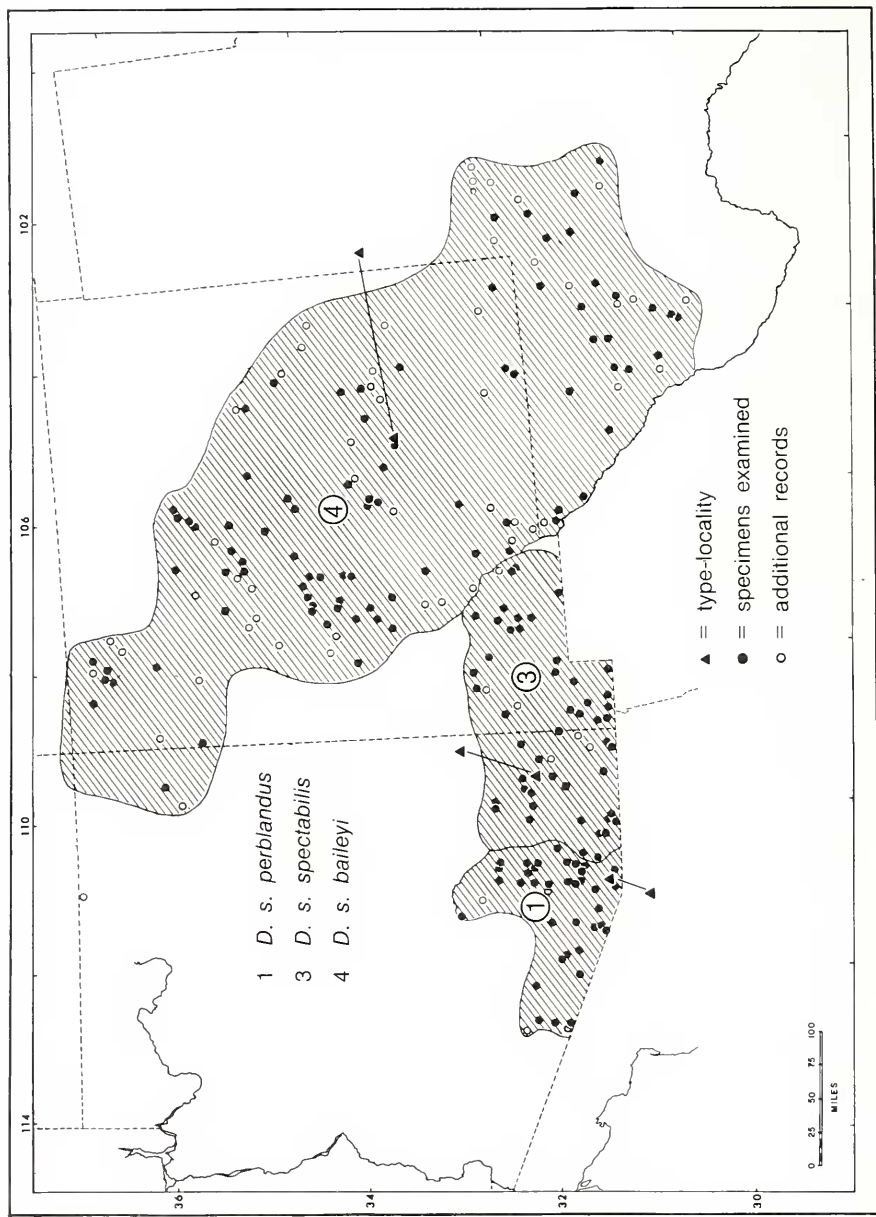 114
110
106
102
36
34
32
30
4
3
1
1 D. s. perblandus
3 D. s. spectabilis
4 D. s. baileyi
▲ = type-locality
● = specimens examined
○ = additional records
0 25 50 75 100
MILES